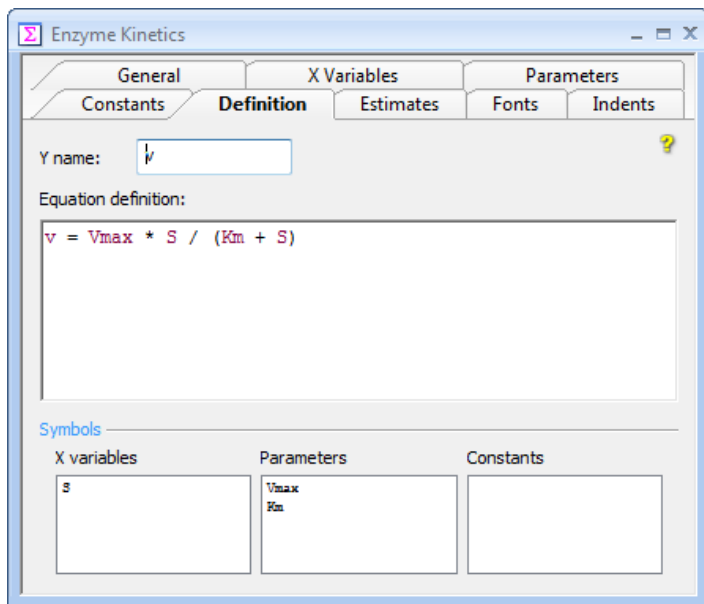 Σ Enzyme Kinetics
General X Variables Parameters
Constants Definition Estimates Fonts Indents
Y name: v
?
Equation definition:
v = Vmax * S / (Km + S)
Symbols
X variables Parameters Constants
S Vmax
Km